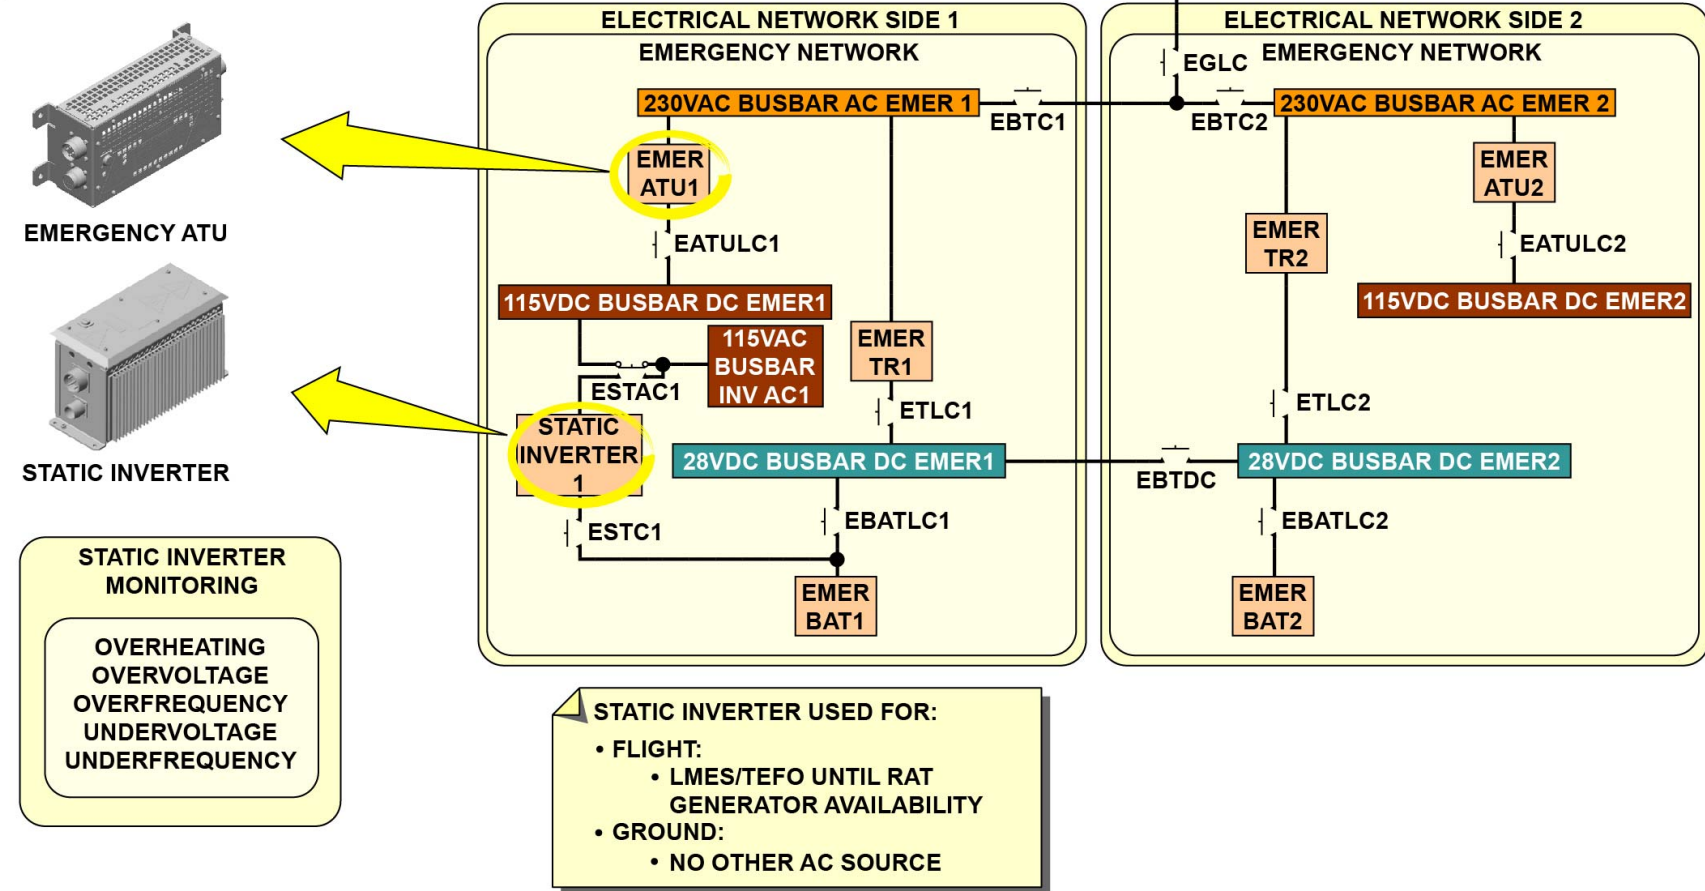 ELECTRICAL NETWORK SIDE 1
EMERGENCY NETWORK
230VAC BUSBAR AC EMER 1
EBTC1
EMER
ATU1
EATULC1
115VDC BUSBAR DC EMER1
115VAC
BUSBAR
INV AC1
ESTAC1
EMER
TR1
ETLC1
STATIC
INVERTER
1
28VDC BUSBAR DC EMER1
ESTC1
EBATLC1
EMER
BAT1
EGLC
EBTDC
ELECTRICAL NETWORK SIDE 2
EMERGENCY NETWORK
EBTC2
230VAC BUSBAR AC EMER 2
EMER
ATU2
EMER
TR2
EATULC2
115VDC BUSBAR DC EMER2
ETLC2
28VDC BUSBAR DC EMER2
EBATLC2
EMER
BAT2
EMERGENCY ATU
STATIC INVERTER
STATIC INVERTER
MONITORING
OVERHEATING
OVERVOLTAGE
OVERFREQUENCY
UNDERVOLTAGE
UNDERFREQUENCY
STATIC INVERTER USED FOR:
• FLIGHT:
• LMES/TEFO UNTIL RAT
GENERATOR AVAILABILITY
• GROUND:
• NO OTHER AC SOURCE